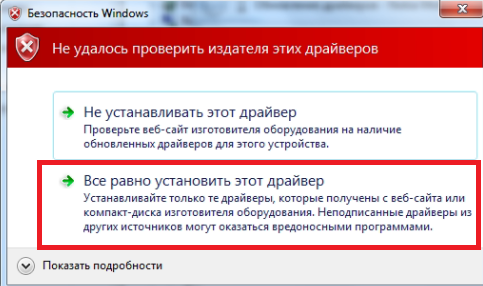 Безопасность Windows
Не удалось проверить издателя этих драйверов
Не устанавливать этот драйвер
Проверьте веб-сайт изготовителя оборудования на наличие
обновленных драйверов для этого устройства.
Все равно установить этот драйвер
Устанавливайте только те драйверы, которые получены с веб-сайта или
компакт-диска изготовителя оборудования. Неподписанные драйверы из
других источников могут оказаться вредоносными программами.
Показать подробности